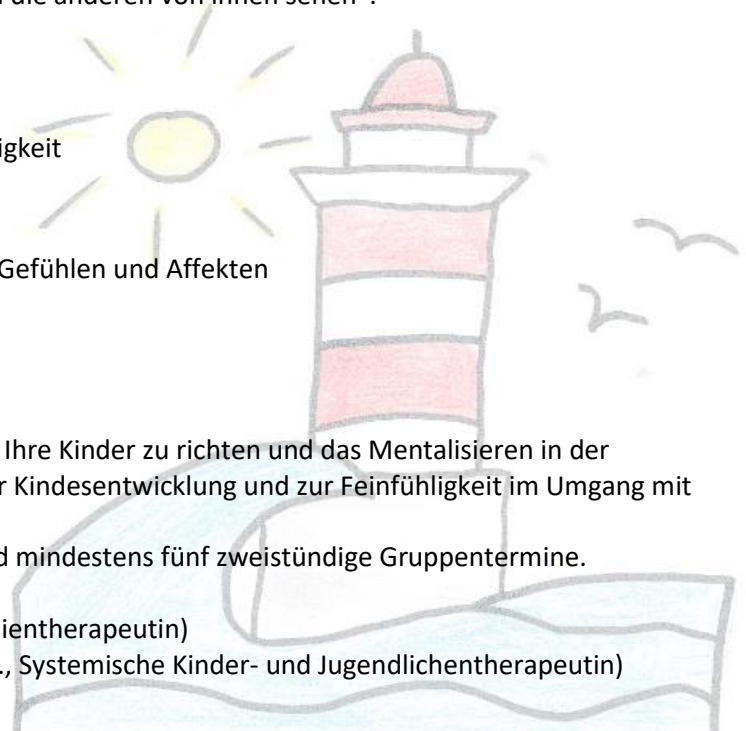 die anderen von ihnen sehen“.
igkeit
Gefühlen und Affekten
Ihre Kinder zu richten und das Mentalisieren in der
r Kindesentwicklung und zur Feinfühligkeit im Umgang mit
d mindestens fünf zweistündige Gruppentermine.
ientherapeutin)
., Systemische Kinder- und Jugendlichentherapeutin)